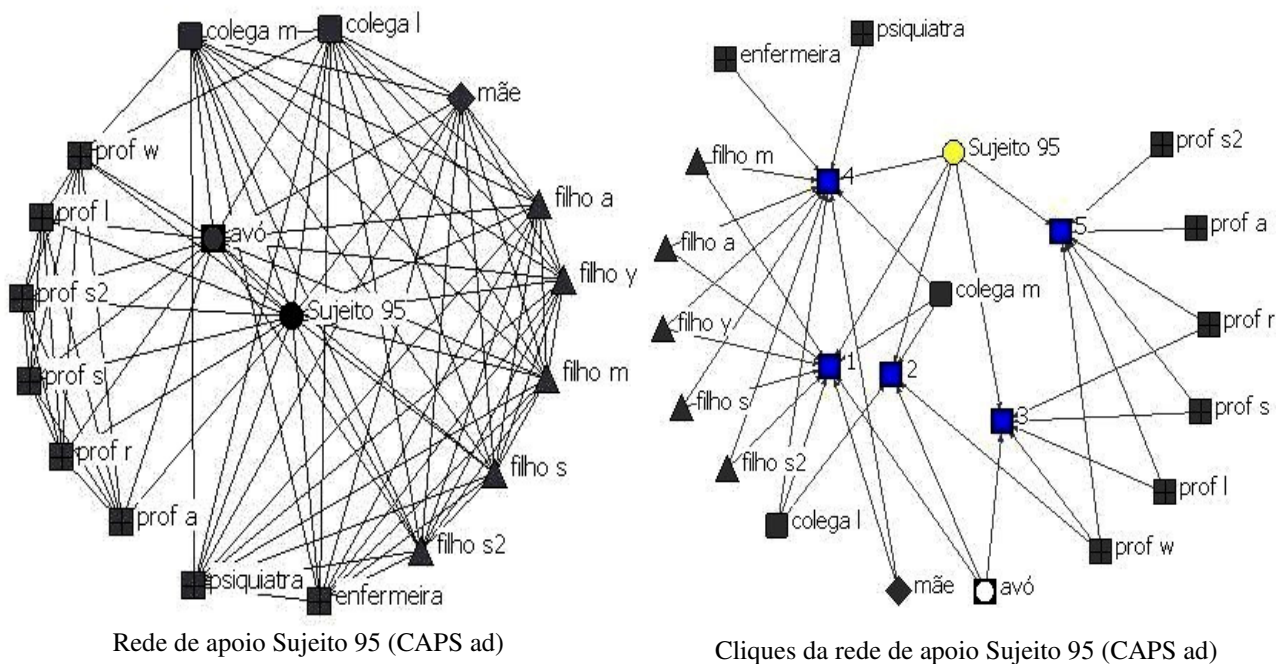 colega m
colega l
mãe
prof w
filho a
prof l
avó
filho y
prof s2
Sujeito 95
prof s
filho m
prof r
filho s
prof a
filho s2
psiquiatra
enfermeira
Rede de apoio Sujeito 95 (CAPS ad)
psiquiatra
enfermeira
Sujeito 95
prof s2
filho m
4
5
prof a
filho a
colega m
filho y
prof r
1
2
filho s
3
prof s
filho s2
prof l
colega l
prof w
mãe
avó
Cliques da rede de apoio Sujeito 95 (CAPS ad)